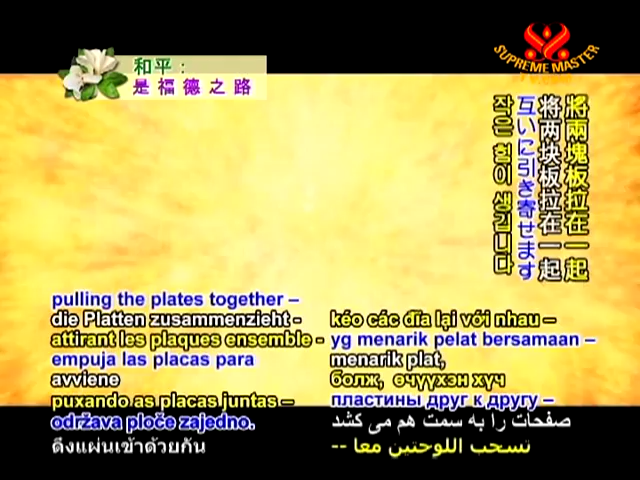 SUPREME MASTER
和平：
是福德之路
將兩塊板拉在一起
将两块板拉在一起
互いに引き寄せます
작은 힘이 생깁니다
pulling the plates together –
die Platten zusammenzieht -
attirant les plaques ensemble -
empuja las placas para
avviene
puxando as placas juntas –
održava ploče zajedno.
ดึงแผ่นเข้าด้วยกัน
kéo các đĩa lại với nhau –
yg menarik pelat bersamaan –
menarik plat,
болж, өчүүхэн хүч
пластины друг к другу –
صفحات را به سمت هم می کشد
تسحب اللوحتين معا --